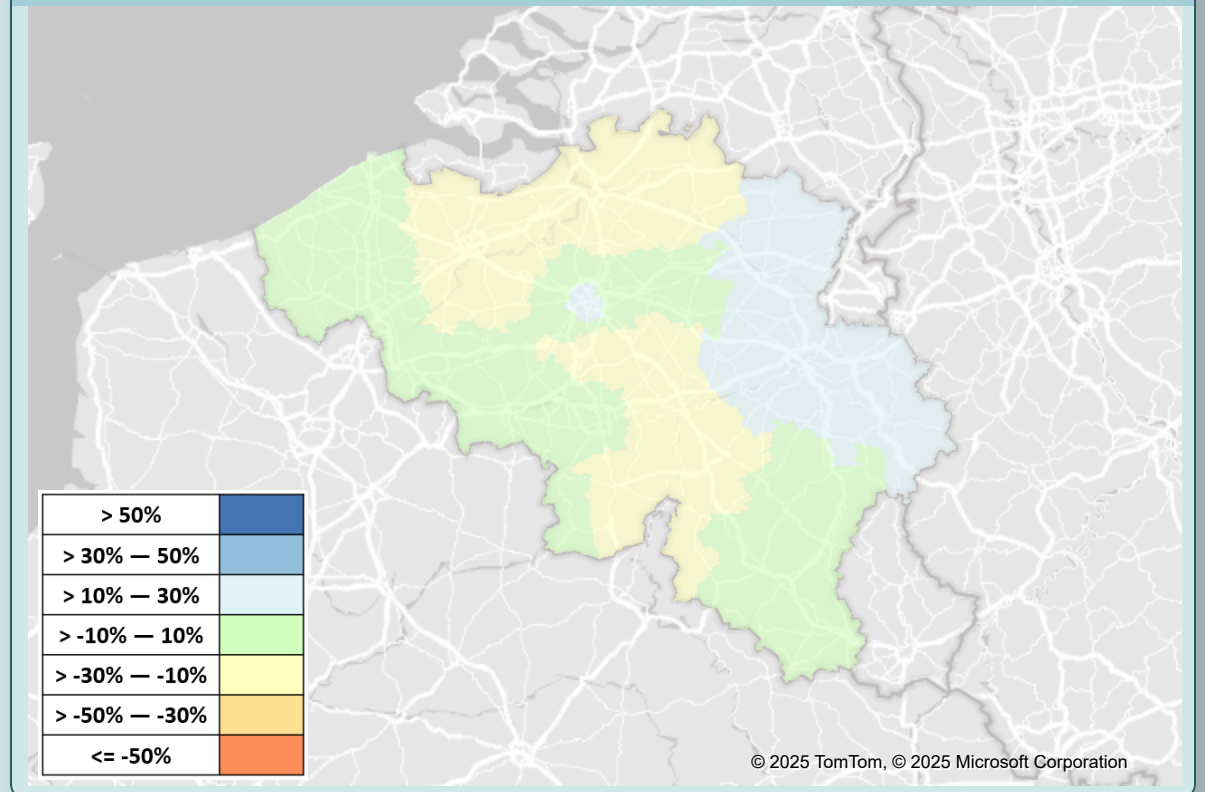 > 50%
> 30% — 50%
> 10% — 30%
> -10% — 10%
> -30% — -10%
> -50% — -30%
<= -50%
© 2025 TomTom, © 2025 Microsoft Corporation